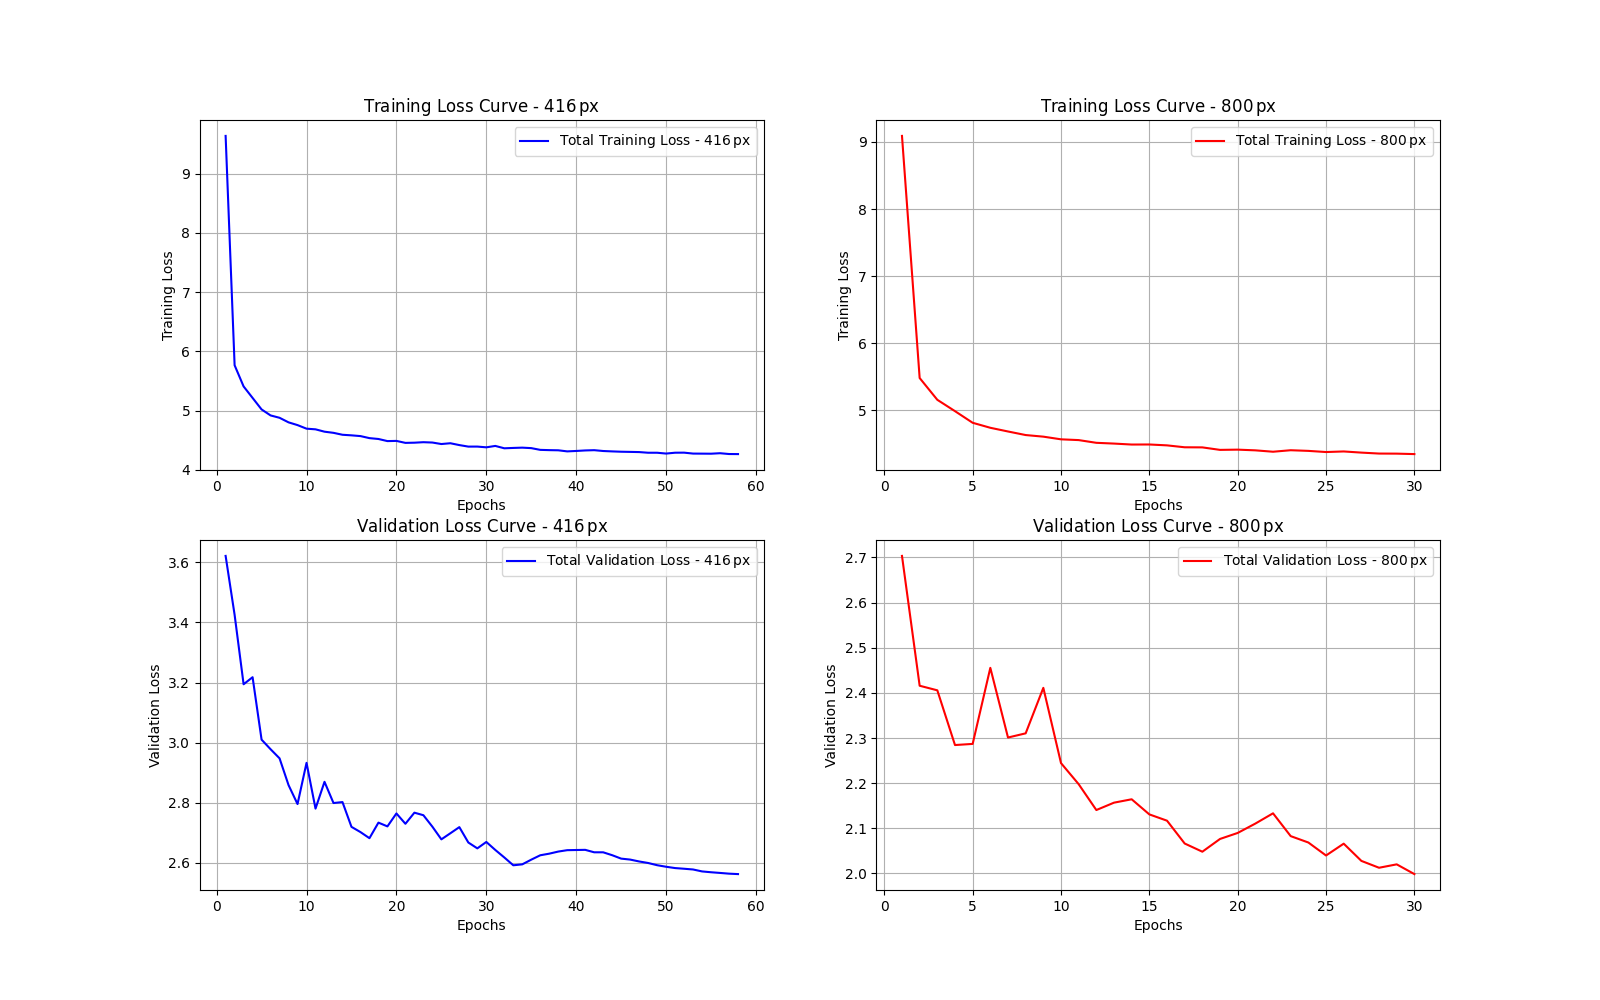 Training Loss Curve - 416 px
Total Training Loss - 416 px
9
8
7
6
5
4
Training Loss
0 10 20 30 40 50 60
Epochs
Training Loss Curve - 800 px
Total Training Loss - 800 px
9
8
7
6
5
Training Loss
0 5 10 15 20 25 30
Epochs
Validation Loss Curve - 416 px
Total Validation Loss - 416 px
3.6
3.4
3.2
3.0
2.8
2.6
Validation Loss
0 10 20 30 40 50 60
Epochs
Validation Loss Curve - 800 px
Total Validation Loss - 800 px
2.7
2.6
2.5
2.4
2.3
2.2
2.1
2.0
Validation Loss
0 5 10 15 20 25 30
Epochs